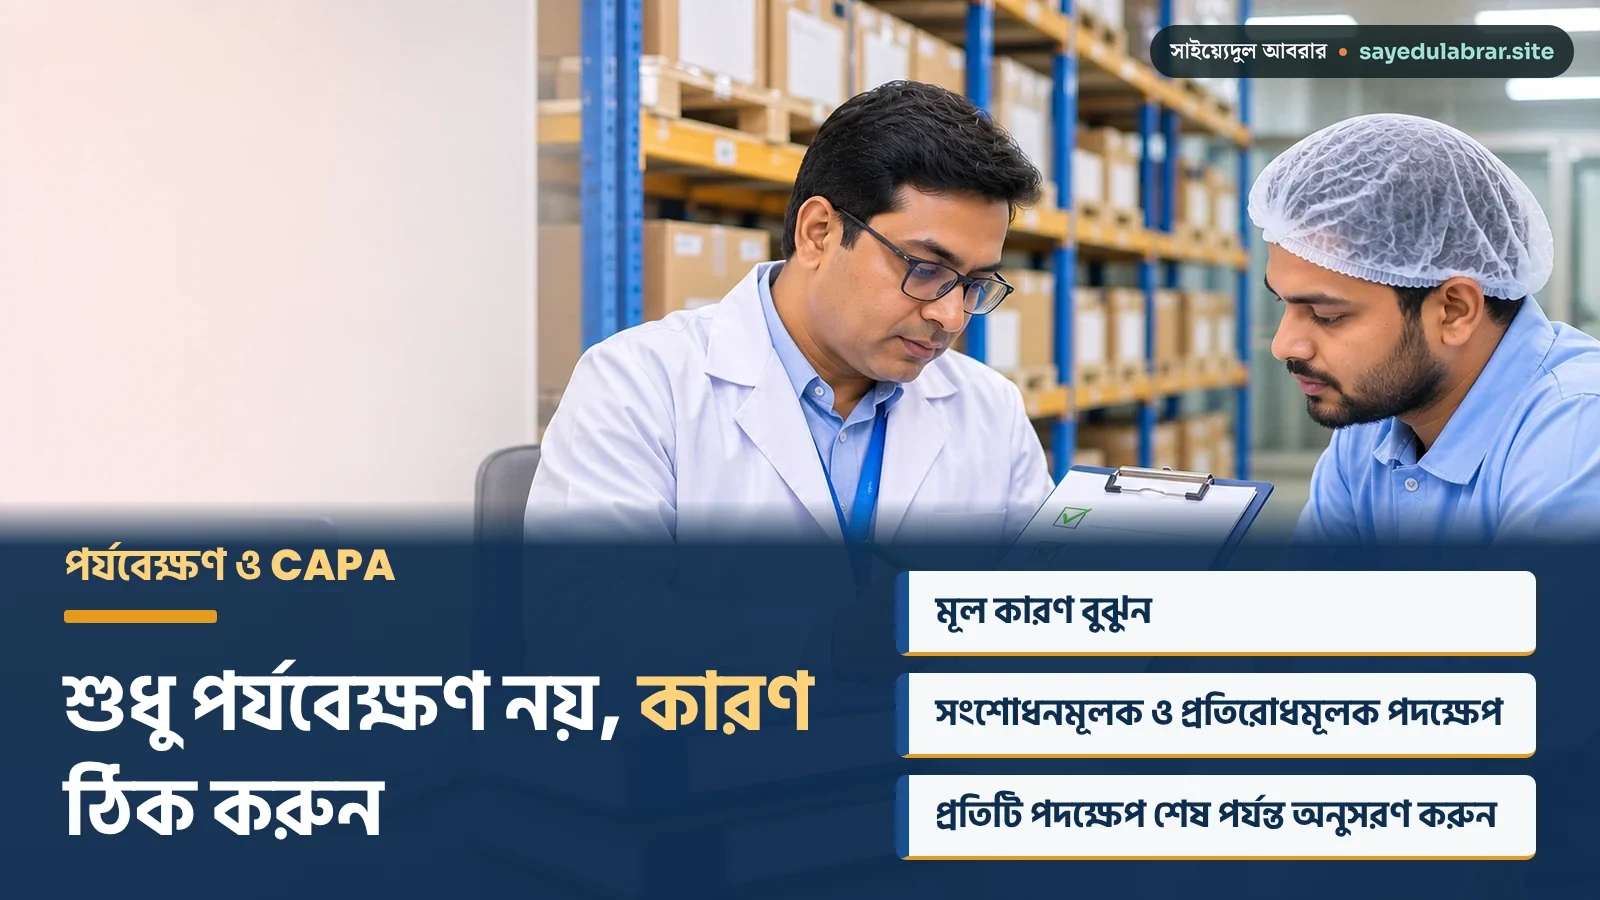 সাইয়্যেদুল আবরার • sayedulabrar.site
পর্যবেক্ষণ ও CAPA
শুধু পর্যবেক্ষণ নয়, কারণ
ঠিক করুন
মূল কারণ বুঝুন
সংশোধনমূলক ও প্রতিরোধমূলক পদক্ষেপ
প্রতিটি পদক্ষেপ শেষ পর্যন্ত অনুসরণ করুন